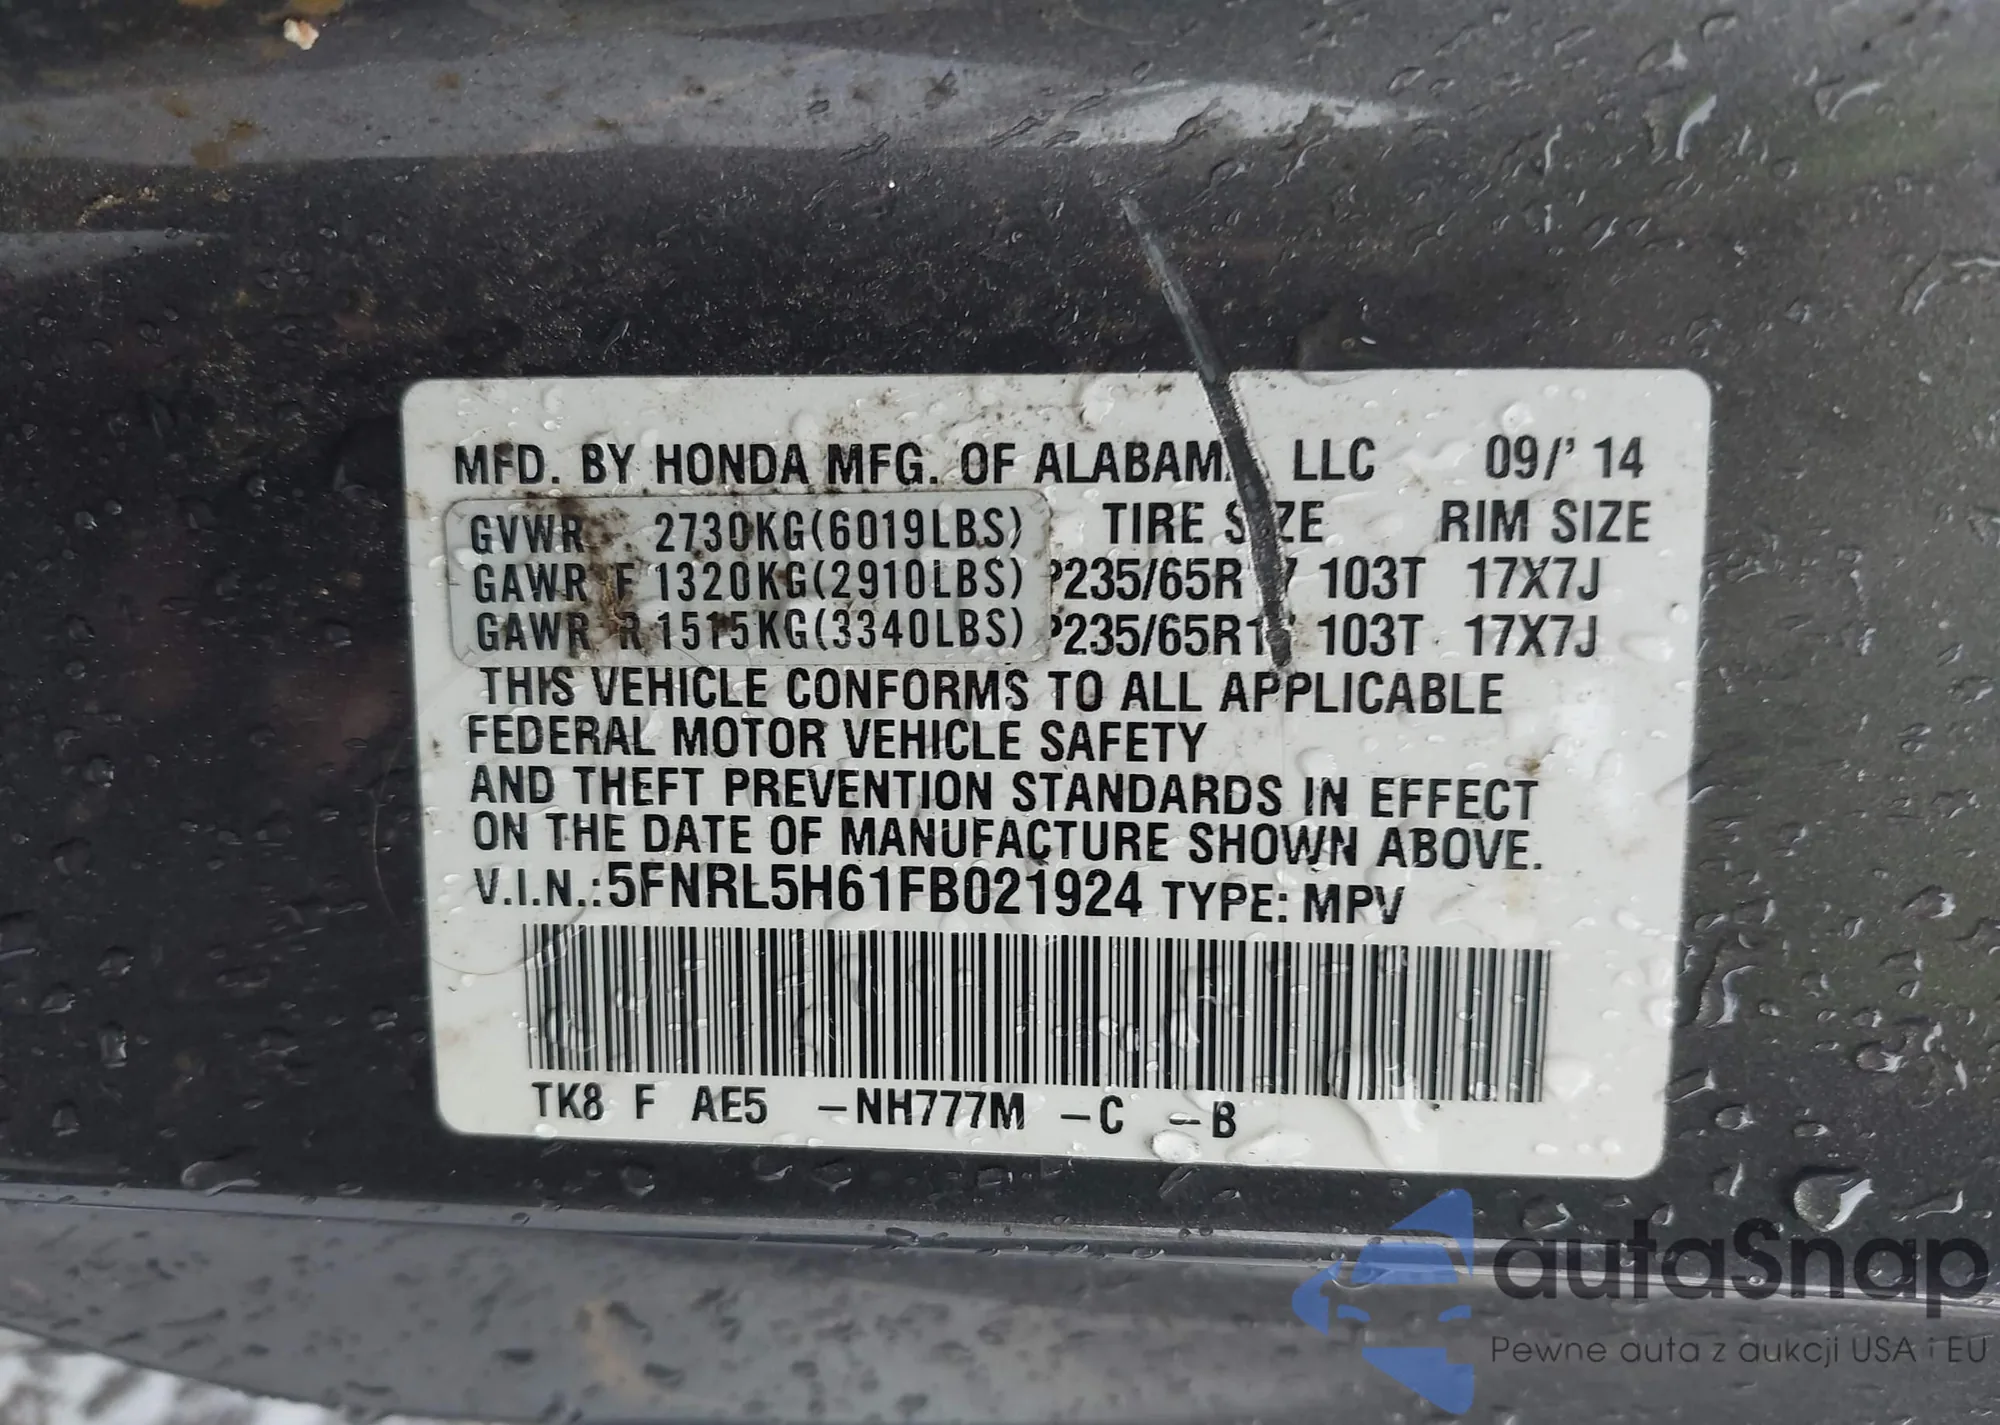 MFD. BY HONDA MFG. OF ALABAMA LLC 09/'14
GVWR 2730KG(6019LBS) TIRE SIZE RIM SIZE
GAWR F 1320KG(2910LBS) P235/65R17 103T 17X7J
GAWR R 1515KG(3340LBS) P235/65R17 103T 17X7J
THIS VEHICLE CONFORMS TO ALL APPLICABLE
FEDERAL MOTOR VEHICLE SAFETY
AND THEFT PREVENTION STANDARDS IN EFFECT
ON THE DATE OF MANUFACTURE SHOWN ABOVE.
V.I.N.:5FNRL5H61FB021924 TYPE: MPV
TK8 F AE5 -NH777M -C -B
autaSnap
Pewne auta z aukcji USA i EU